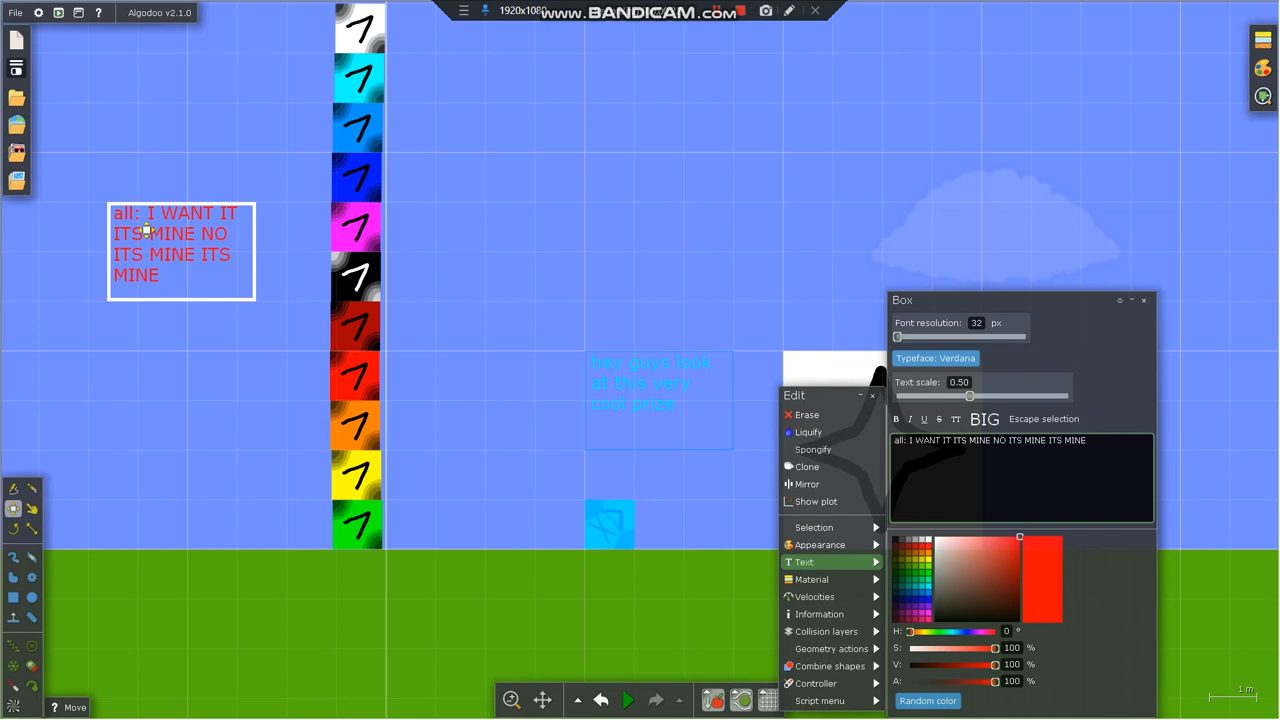 File
?
Algodoo v2.1.0
1920x1080
www.BANDICAM.com
all: I WANT IT
ITS MINE NO
ITS MINE ITS
MINE
hey guys look
at this very
cool prize
Box
Font resolution: 32 px
Typeface: Verdana
Text scale: 0.50
B I U S TT BIG Escape selection
all: I WANT IT ITS MINE NO ITS MINE ITS MINE
Edit
Erase
Liquify
Spongify
Clone
Mirror
Show plot
Selection
Appearance
T Text
Material
Velocities
Information
Collision layers
Geometry actions
Combine shapes
Controller
Script menu
H: 0 °
S: 100 %
V: 100 %
A: 100 %
Random color
? Move
1 m